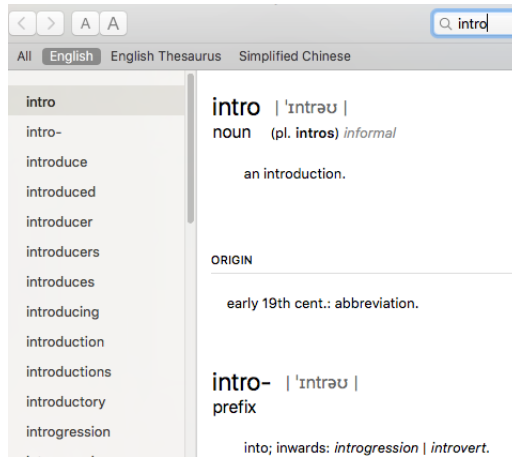 A A
intro
All English English Thesaurus Simplified Chinese
intro
intro-
introduce
introduced
introducer
introducers
introduces
introducing
introduction
introductions
introductory
introgression
intro | ˈɪntrəʊ |
noun (pl. intros) informal
an introduction.
ORIGIN
early 19th cent.: abbreviation.
intro- | ˈɪntrəʊ |
prefix
into; inwards: introgression | introvert.